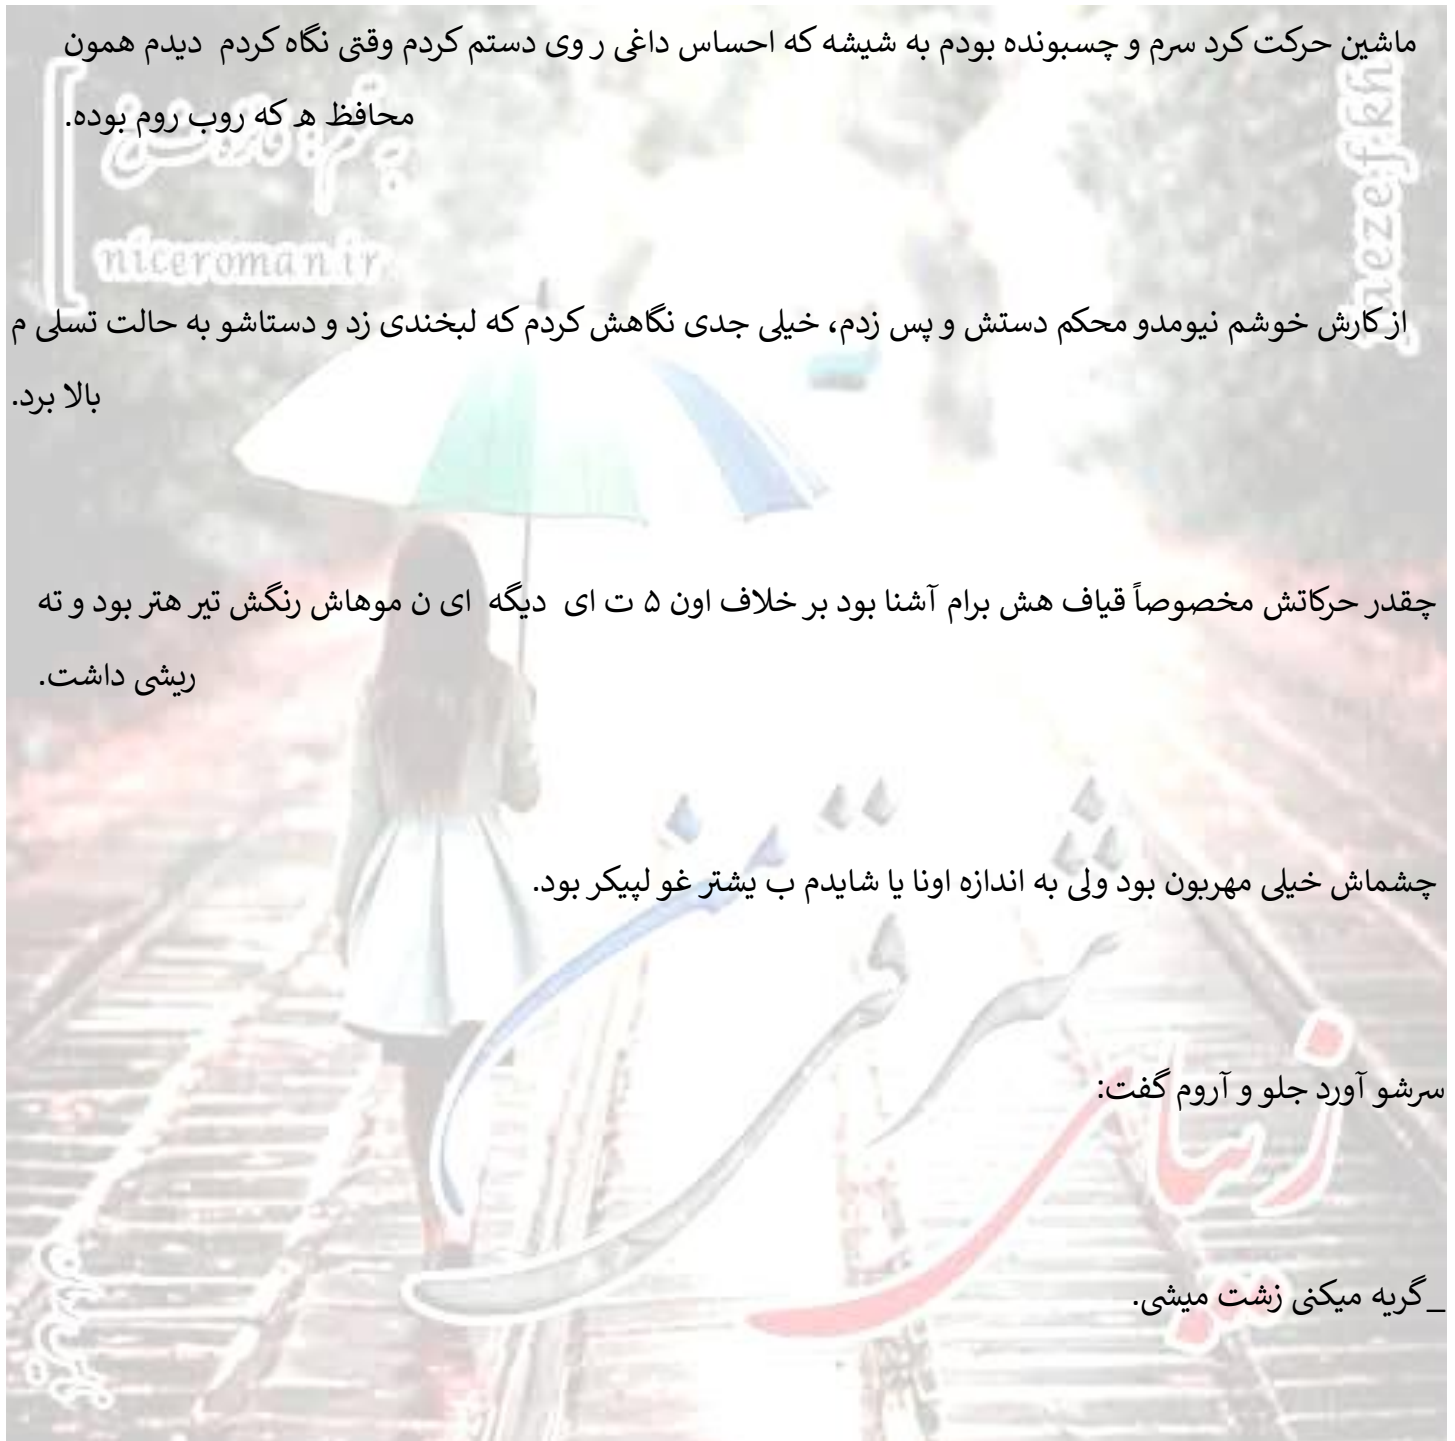 ماشین حرکت کرد سرم و چسبونده بودم به شیشه که احساس داغی ر روی دستم کردم وقتی نگاه کردم دیدم همون
محافظ ه که روب روم بوده.
niceroman.ir
از کارش خوشم نیومدو محکم دستش و پس زدم، خیلی جدی نگاهش کردم که لبخندی زد و دستاشو به حالت تسلی م
بالا برد.
چقدر حرکاتش مخصوصاً قیاف هش برام آشنا بود بر خلاف اون ۵ ت ای دیگه ای ن موهاش رنگش تیر هتر بود و ته
ریشی داشت.
چشماش خیلی مهربون بود ولی به اندازه اونا یا شایدم ب یشتر غو لپیکر بود.
سرشو آورد جلو و آروم گفت:
_گریه میکنی زشت میشی.
زیبای
شرقی
من